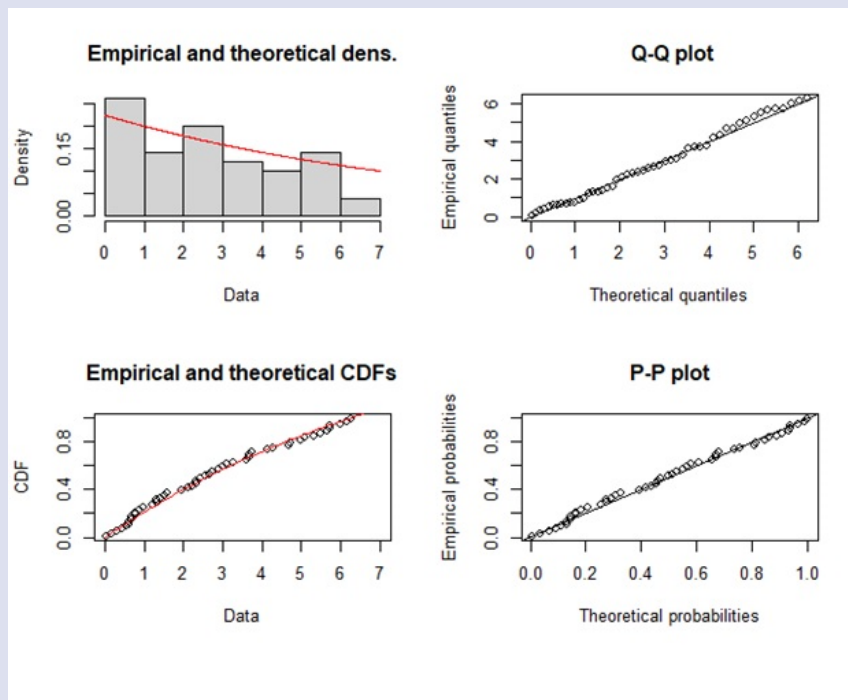 Empirical and theoretical dens.
Density
0.00 0.15
0 1 2 3 4 5 6 7
Data
Q-Q plot
Empirical quantiles
0 2 4 6
0 1 2 3 4 5 6
Theoretical quantiles
Empirical and theoretical CDFs
CDF
0.0 0.4 0.8
0 1 2 3 4 5 6 7
Data
P-P plot
Empirical probabilities
0.0 0.4 0.8
0.0 0.2 0.4 0.6 0.8 1.0
Theoretical probabilities